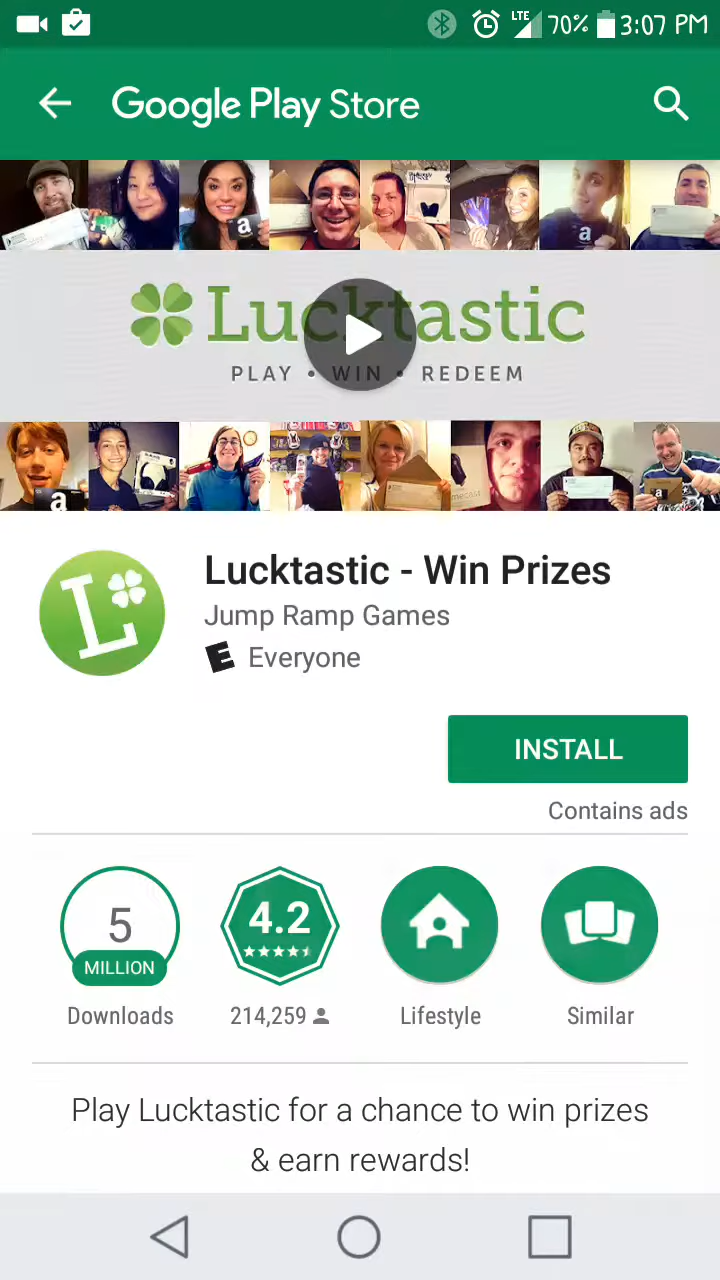 LTE 70% 3:07 PM
Google Play Store
a
a
Lucktastic
PLAY • WIN • REDEEM
a
a
Lucktastic - Win Prizes
Jump Ramp Games
E Everyone
INSTALL
Contains ads
5
MILLION
4.2
Downloads
214,259
Lifestyle
Similar
Play Lucktastic for a chance to win prizes
& earn rewards!